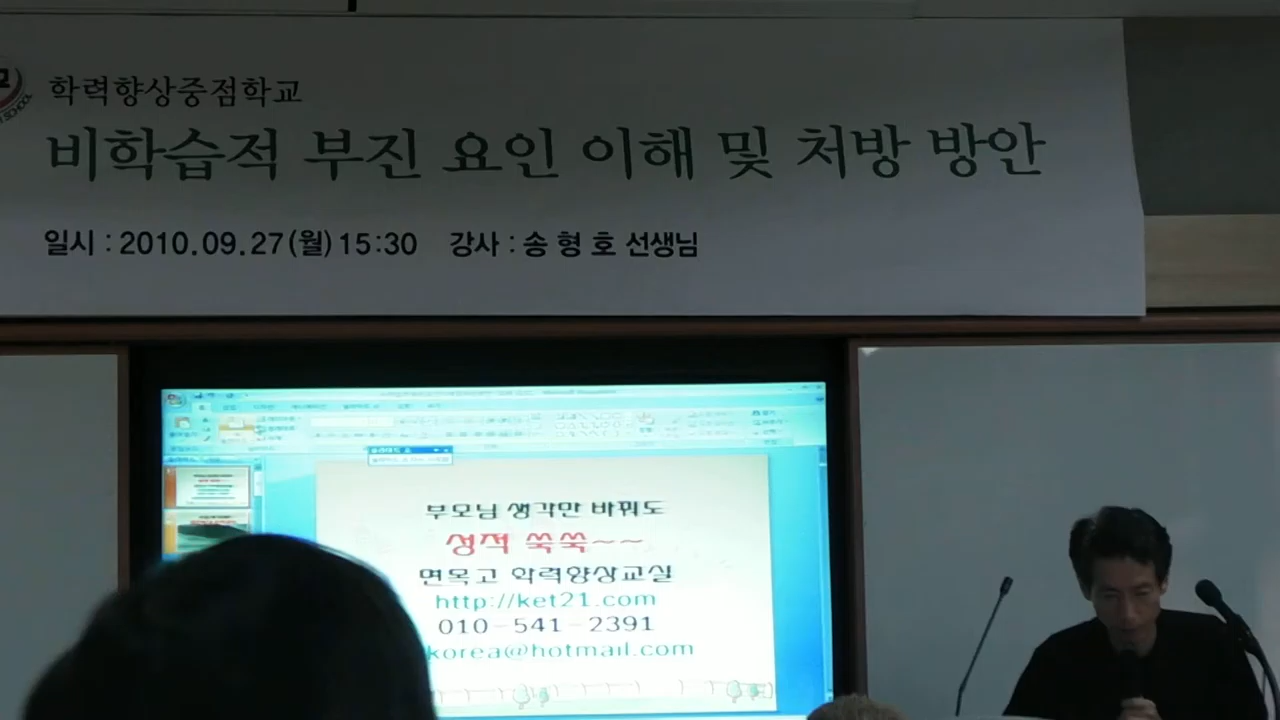 학력향상중점학교
비학습적 부진 요인 이해 및 처방 방안
일시 : 2010.09.27(월) 15:30 강사 : 송 형 호 선생님
부모님 생각만 바꿔도
성적 쑥쑥~~
면목고 학력향상교실
http://ket21.com
010-541-2391
korea@hotmail.com